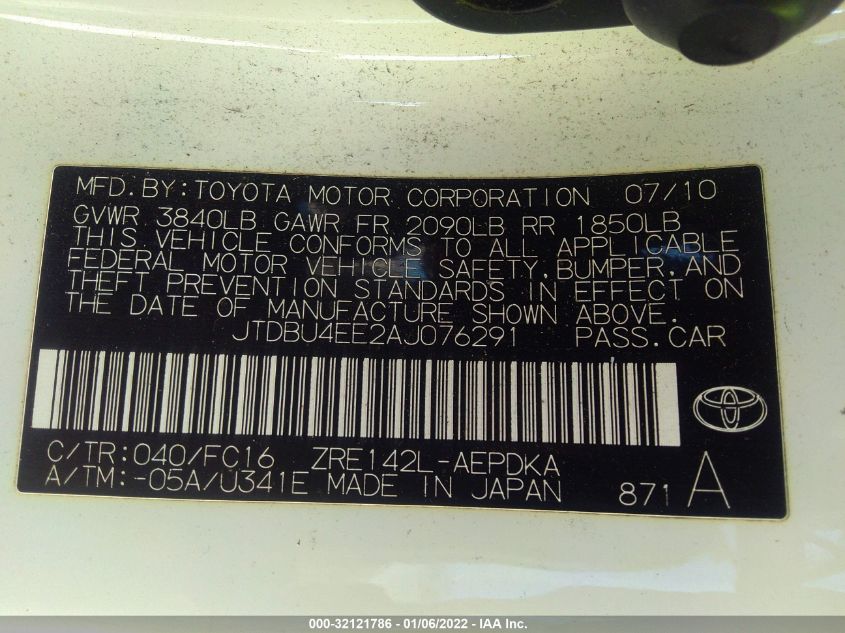 MFD.BY:TOYOTA MOTOR CORPORATION 07/10
GVWR 3840LB GAWR FR 2090LB RR 1850LB
THIS VEHICLE CONFORMS TO ALL APPLICABLE
FEDERAL MOTOR VEHICLE SAFETY,BUMPER,AND
THEFT PREVENTION STANDARDS IN EFFECT ON
THE DATE OF MANUFACTURE SHOWN ABOVE.
JTDBU4EE2AJ076291 PASS.CAR
C/TR:040/FC16 ZRE142L-AEPDKA
A/TM:-05A/U341E MADE IN JAPAN 871 A
000-32121786 - 01/06/2022 - IAA Inc.